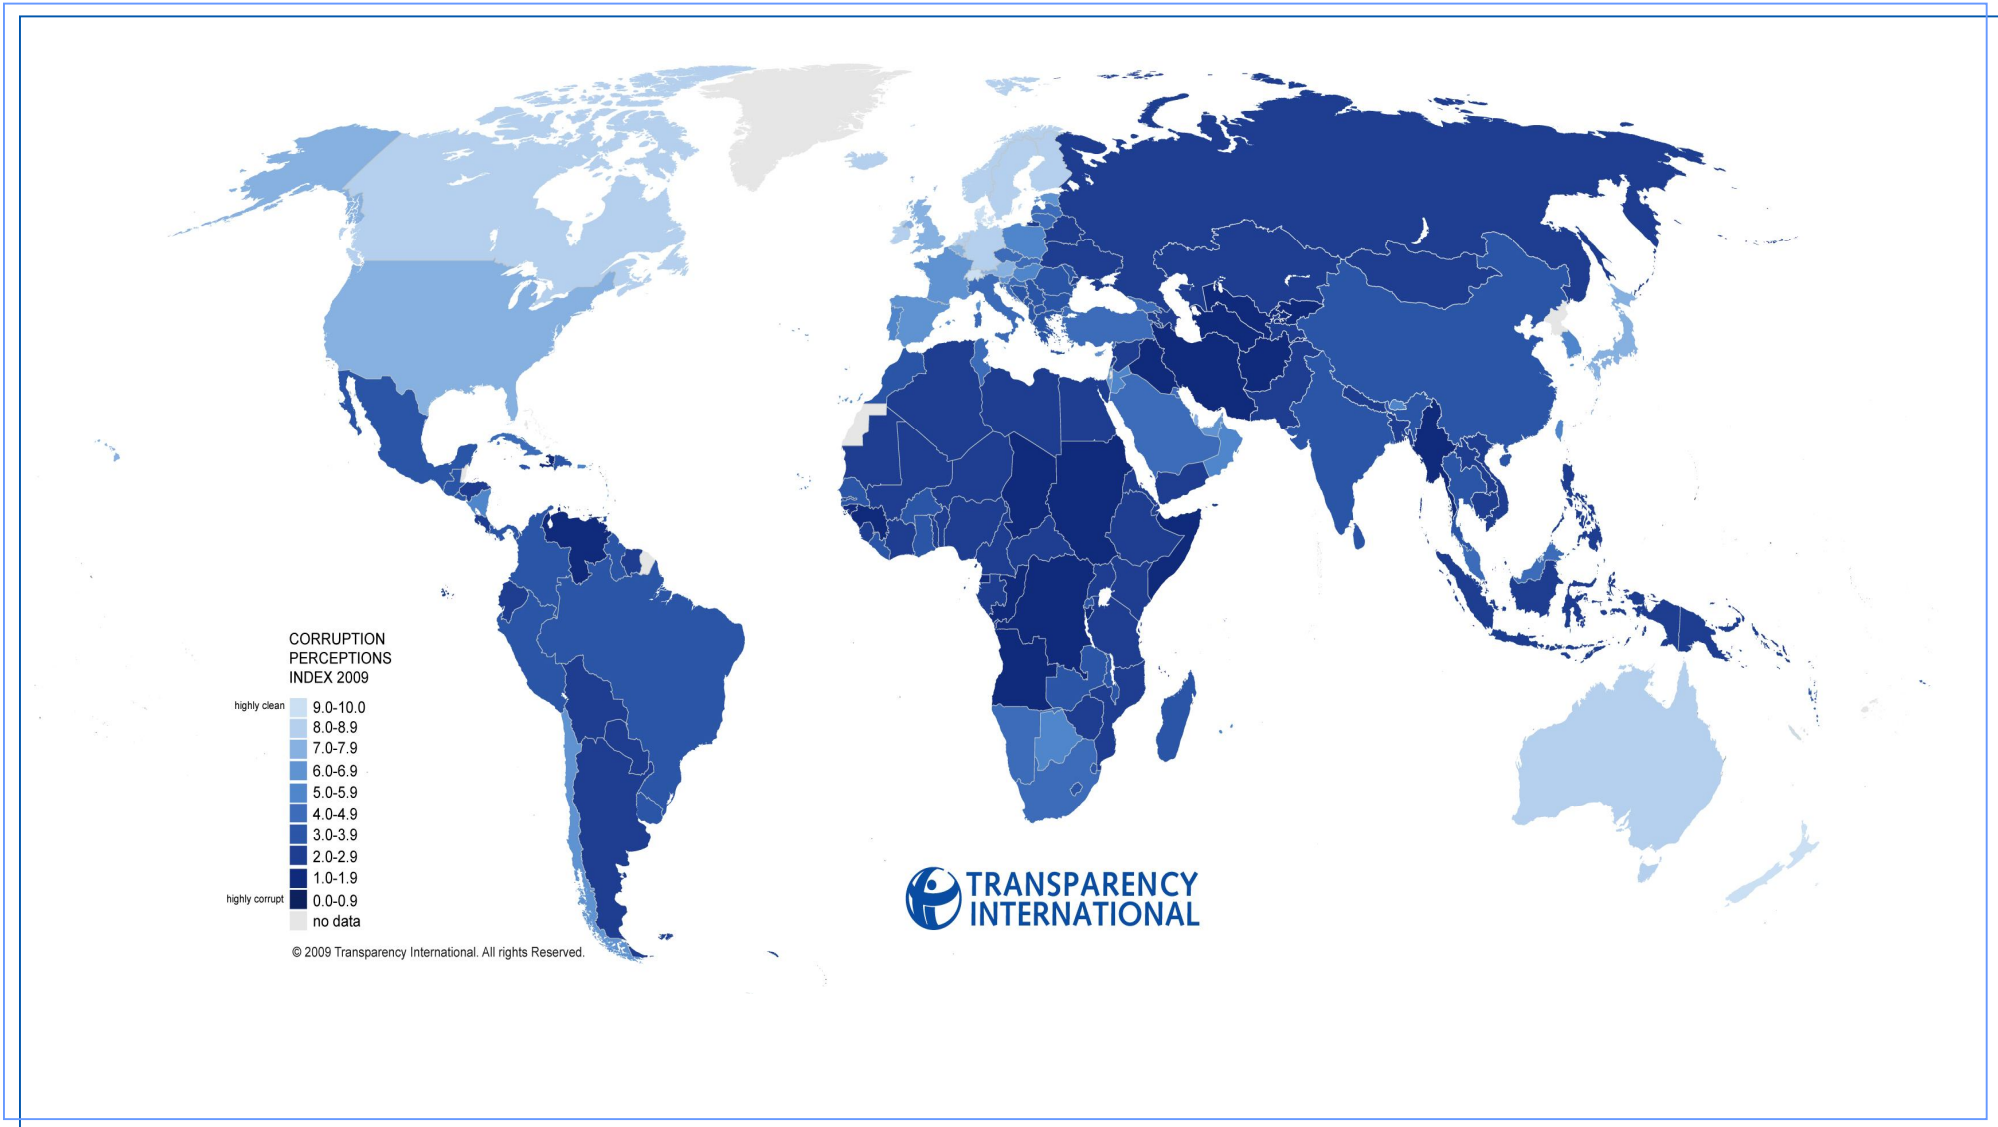 CORRUPTION
PERCEPTIONS
INDEX 2009
highly clean 9.0-10.0
8.0-8.9
7.0-7.9
6.0-6.9
5.0-5.9
4.0-4.9
3.0-3.9
2.0-2.9
1.0-1.9
highly corrupt 0.0-0.9
no data
© 2009 Transparency International. All rights Reserved.
TRANSPARENCY
INTERNATIONAL